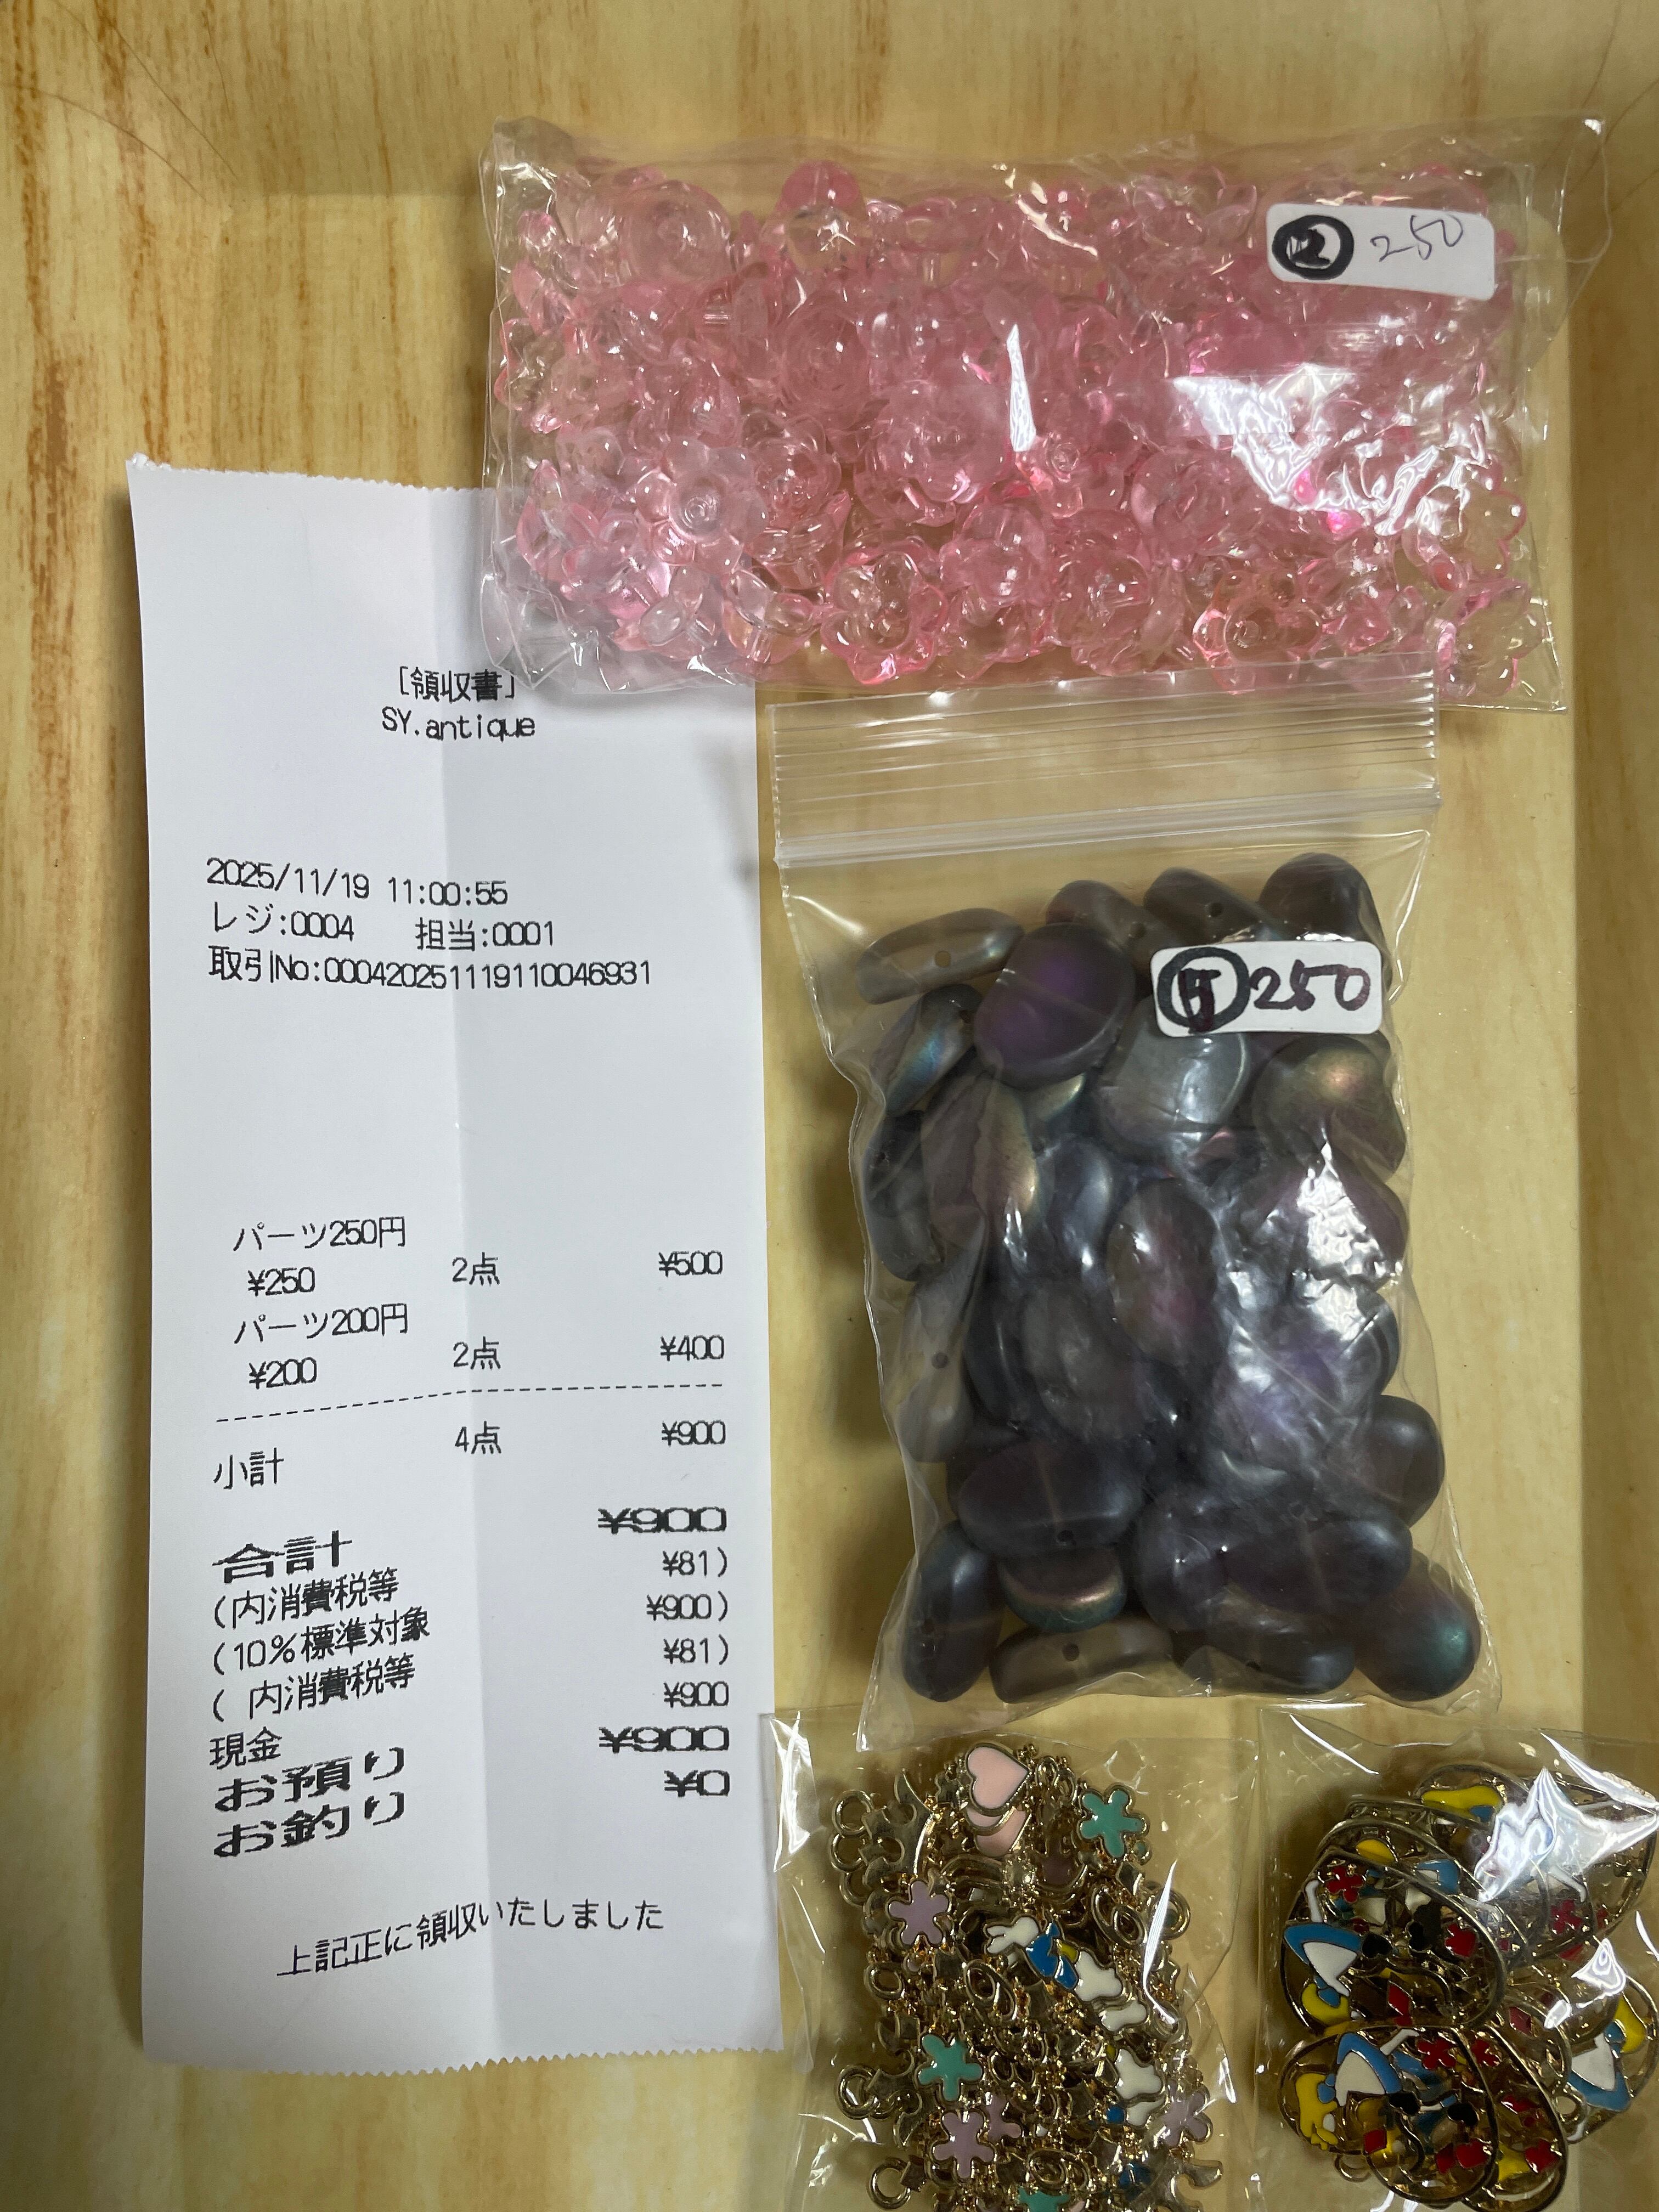 [領収書]
SY.antique
2025/11/19 11:00:55
レジ:0004 担当:0001
取引No:000420251119110046931
パーツ250円
¥250 2点 ¥500
パーツ200円
¥200 2点 ¥400
小計 4点 ¥900
合計 ¥900
(内消費税等 ¥81)
(10%標準対象 ¥900)
( 内消費税等 ¥81)
現金 ¥900
お預り ¥900
お釣り ¥0
上記正に領収いたしました
250
250